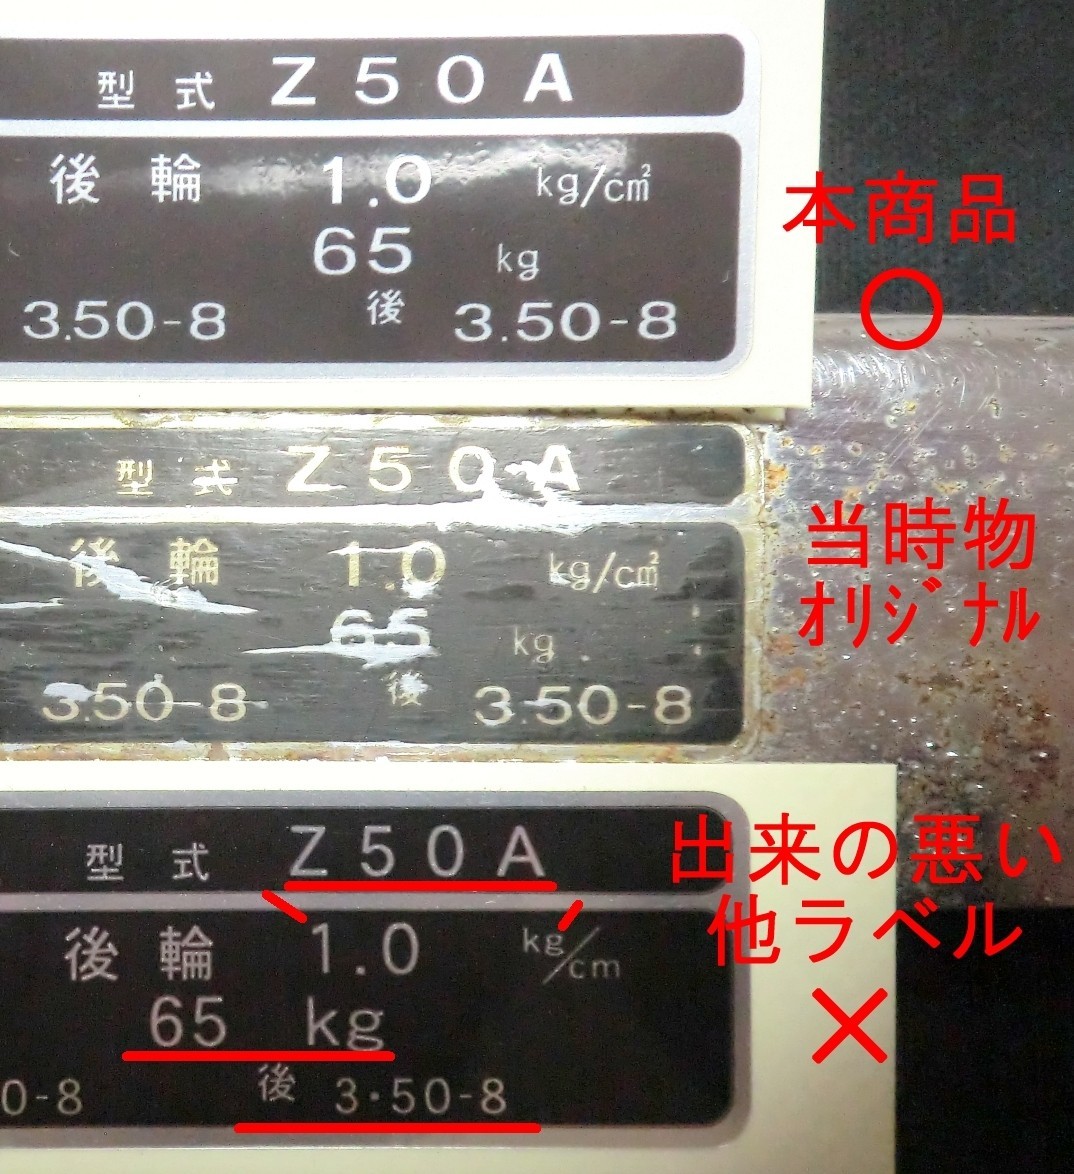 型 式 Z 5 0 A
後 輪 1.0 kg/cm²
65 kg
3.50-8 後 3.50-8
本商品
○
型 式 Z 5 0 A
後 輪 1.0 kg/cm²
65 kg
3.50-8 後 3.50-8
当時物
ｵﾘｼﾞﾅﾙ
型 式 Z 5 0 A
後 輪 1.0 kg/cm
65 kg
0-8 後 3・50-8
出来の悪い
他ラベル
×